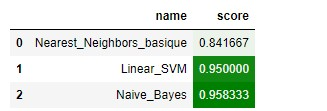 name score
0 Nearest_Neighbors_basique 0.841667
1 Linear_SVM 0.950000
2 Naive_Bayes 0.958333